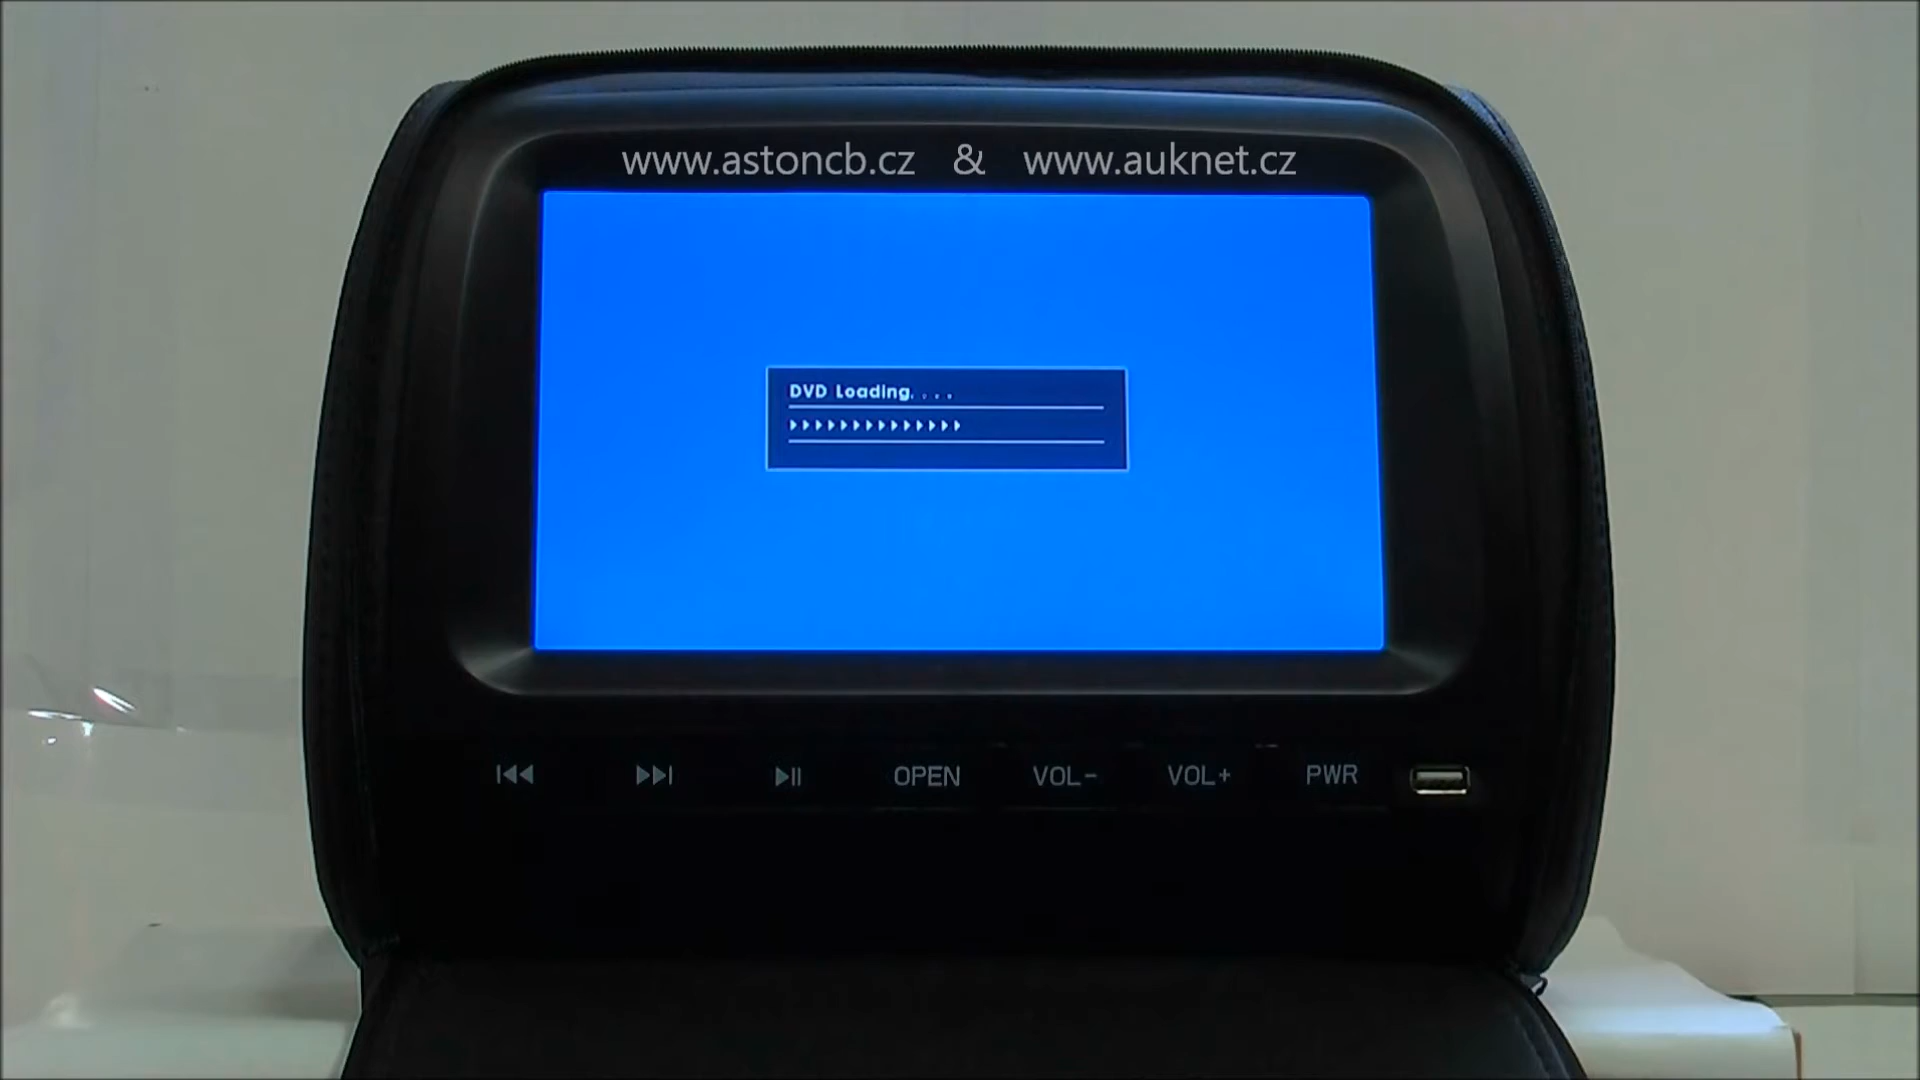 www.astoncb.cz & www.auknet.cz
DVD Loading. . . .
OPEN VOL- VOL+ PWR